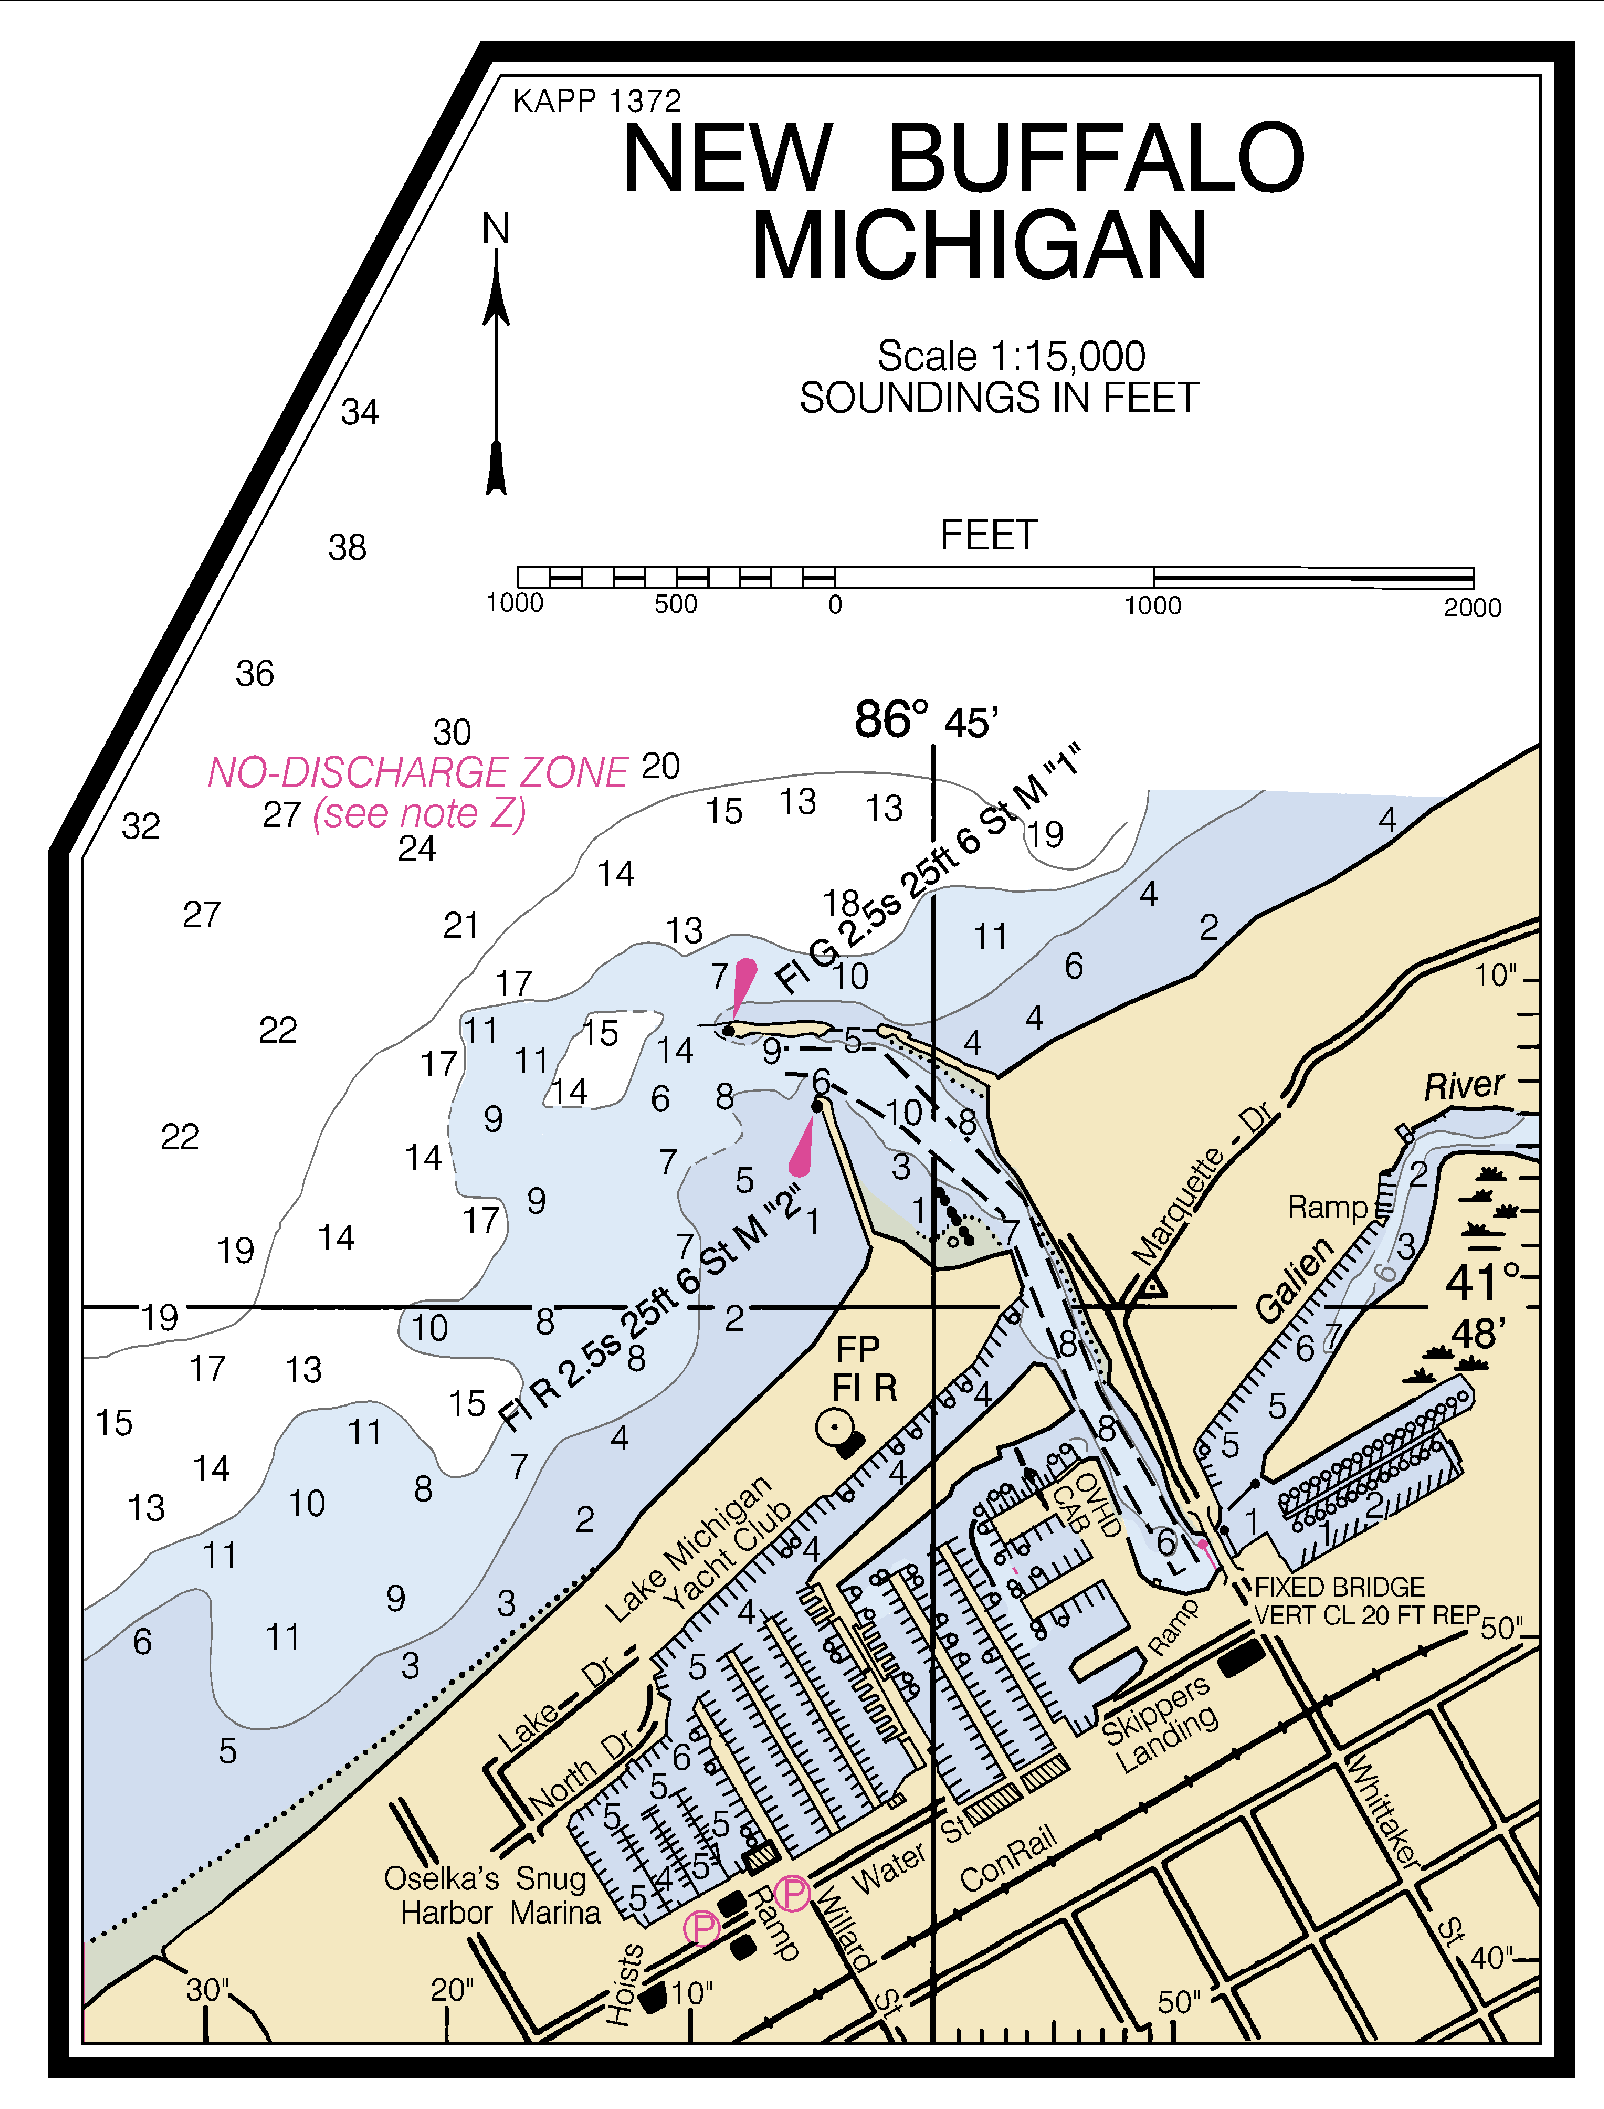 KAPP 1372
NEW BUFFALO
MICHIGAN
N
Scale 1:15,000
SOUNDINGS IN FEET
34
38
FEET
1000 500 0 1000 2000
36
30
86° 45'
NO-DISCHARGE ZONE
20
(see note Z)
32
27
24
15
13
13
19
4
14
27
21
13
18
11
4
2
Fl G 2.5s 25ft 6 St M "1"
17
7
10
6
10"
22
11
15
4
17
11
14
9
5
4
River
14
6
8
6
9
10
8
22
14
7
3
2
Marquette - Dr
9
5
1
1
Ramp
17
19
14
7
7
3
Galien
6
41°
48'
Fl R 2.5s 25ft 6 St M "2"
19
10
8
2
7
6
8
FP
Fl R
17
13
8
15
15
11
4
4
5
8
5
14
7
4
13
10
8
2
OVHD
CAB
2
1
1
Lake Michigan
Yacht Club
11
4
6
9
3
4
FIXED BRIDGE
VERT CL 20 FT REP
50"
6
11
3
5
Ramp
Lake Dr
Skippers
Landing
5
North Dr
6
5
5
5
Whittaker
St
Oselka's Snug
Harbor Marina
4
5
5
Ramp
P
P
Water St
ConRail
Willard
St
Hoists
40"
30" 20" 10" 50"